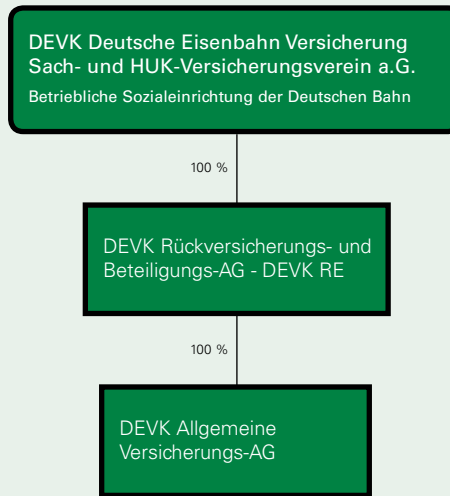 DEVK Deutsche Eisenbahn Versicherung
Sach- und HUK-Versicherungsverein a.G.
Betriebliche Sozialeinrichtung der Deutschen Bahn
100 %
DEVK Rückversicherungs- und
Beteiligungs-AG - DEVK RE
100 %
DEVK Allgemeine
Versicherungs-AG